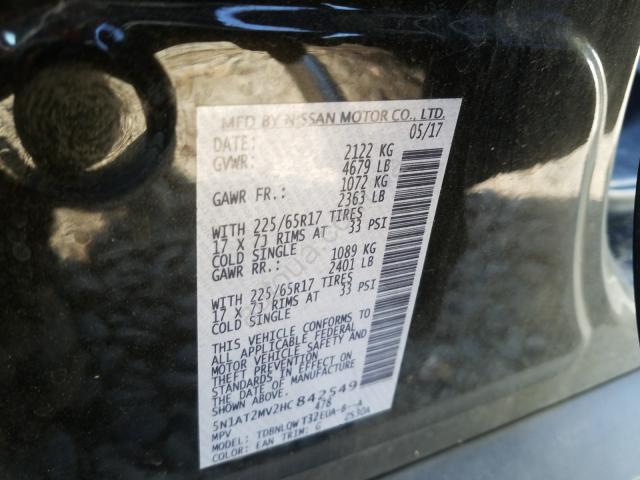 MFD BY NISSAN MOTOR CO., LTD.
DATE: 05/17
GVWR: 2122 KG
4679 LB
GAWR FR.: 1072 KG
2363 LB
WITH 225/65R17 TIRES
17 X 7J RIMS AT 33 PSI
COLD SINGLE
GAWR RR.: 1089 KG
2401 LB
WITH 225/65R17 TIRES
17 X 7J RIMS AT 33 PSI
COLD SINGLE
THIS VEHICLE CONFORMS TO
ALL APPLICABLE FEDERAL
MOTOR VEHICLE SAFETY AND
THEFT PREVENTION
STANDARDS IN EFFECT ON
THE DATE OF MANUFACTURE
SHOWN ABOVE.
5N1AT2MV2HC842549
MPV 478
MODEL: TDBNLQW T32EUA-B--A
COLOR: EAN TRIM: G 2530A